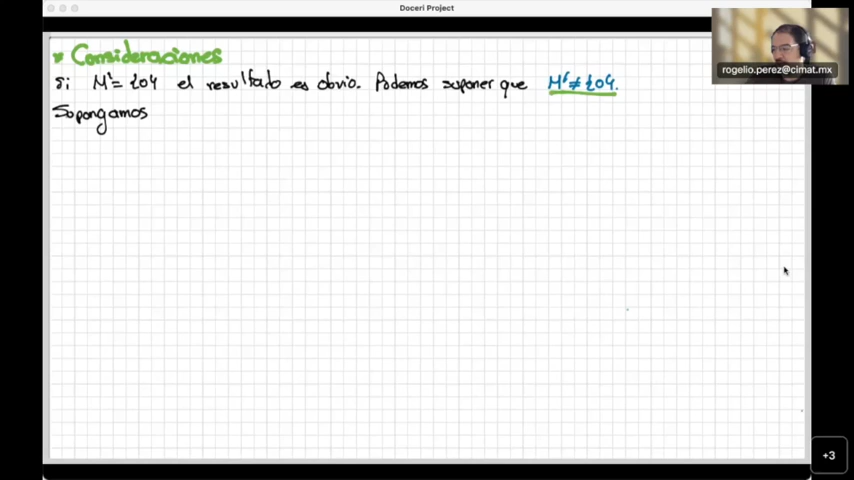 Doceri Project
* Consideraciones
Si M'={0} el resultado es obvio. Podemos suponer que M'≠{0}.
Supongamos
rogelio.perez@cimat.mx
+3